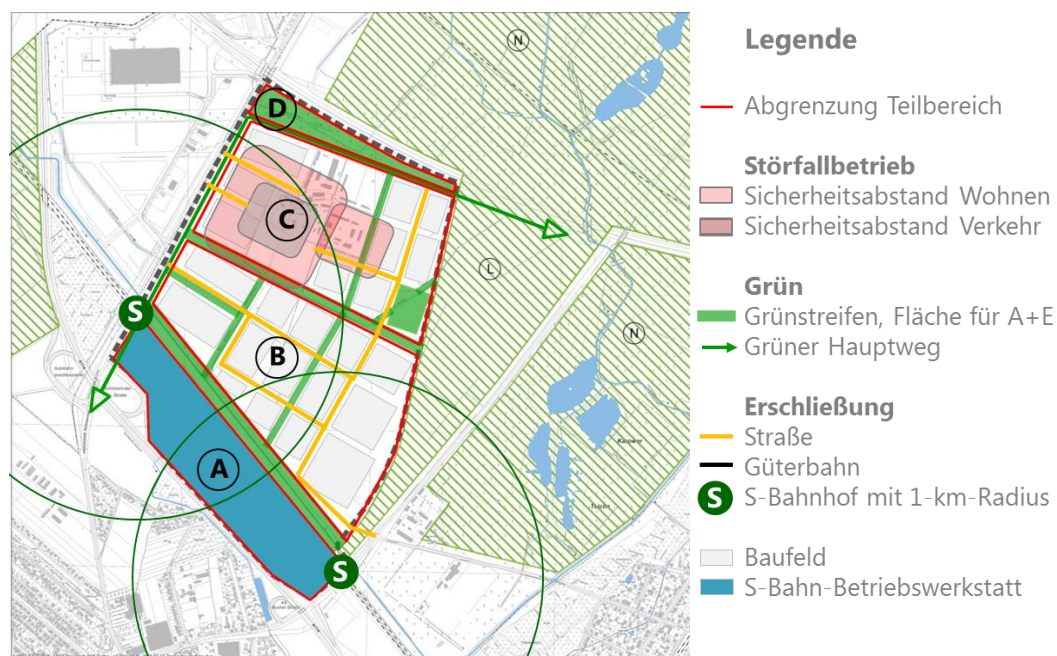 N
D
C
L
N
S
B
A
S
Legende
Abgrenzung Teilbereich
Störfallbetrieb
Sicherheitsabstand Wohnen
Sicherheitsabstand Verkehr
Grün
Grünstreifen, Fläche für A+E
Grüner Hauptweg
Erschließung
Straße
Güterbahn
S S-Bahnhof mit 1-km-Radius
Baufeld
S-Bahn-Betriebswerkstatt